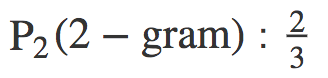 P₂(2 − gram) : 2/3